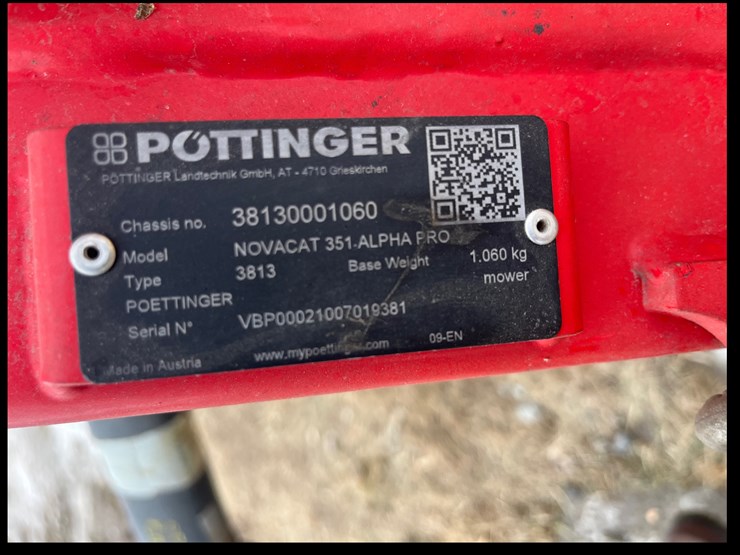 PÖTTINGER
PÖTTINGER Landtechnik GmbH, AT - 4710 Grieskirchen
Chassis no. 38130001060
Model NOVACAT 351 ALPHA PRO
Type 3813 Base Weight 1.060 kg
POETTINGER mower
Serial N° VBP00021007019381
Made in Austria www.mypoettinger.com 09-EN